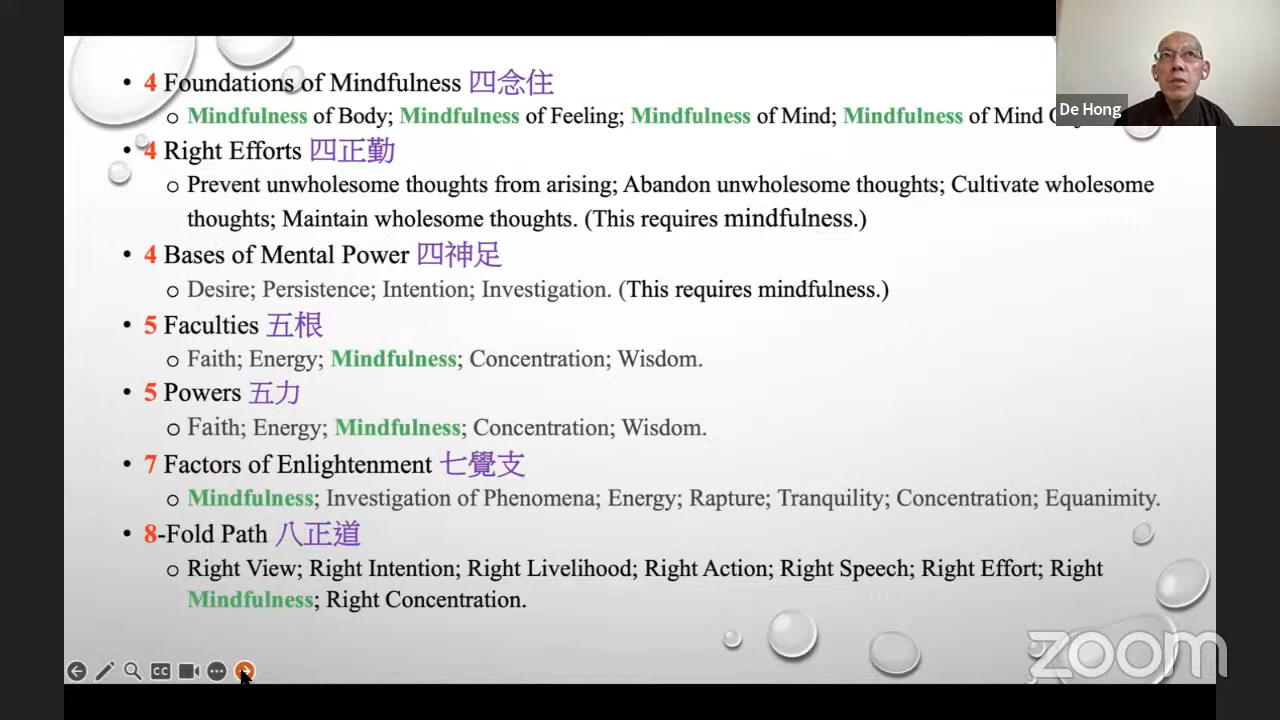 • 4 Foundations of Mindfulness 四念住
○ Mindfulness of Body; Mindfulness of Feeling; Mindfulness of Mind; Mindfulness of Mind
• 4 Right Efforts 四正勤
○ Prevent unwholesome thoughts from arising; Abandon unwholesome thoughts; Cultivate wholesome
thoughts; Maintain wholesome thoughts. (This requires mindfulness.)
• 4 Bases of Mental Power 四神足
○ Desire; Persistence; Intention; Investigation. (This requires mindfulness.)
• 5 Faculties 五根
○ Faith; Energy; Mindfulness; Concentration; Wisdom.
• 5 Powers 五力
○ Faith; Energy; Mindfulness; Concentration; Wisdom.
• 7 Factors of Enlightenment 七覺支
○ Mindfulness; Investigation of Phenomena; Energy; Rapture; Tranquility; Concentration; Equanimity.
• 8-Fold Path 八正道
○ Right View; Right Intention; Right Livelihood; Right Action; Right Speech; Right Effort; Right
Mindfulness; Right Concentration.
De Hong
CC
zoom